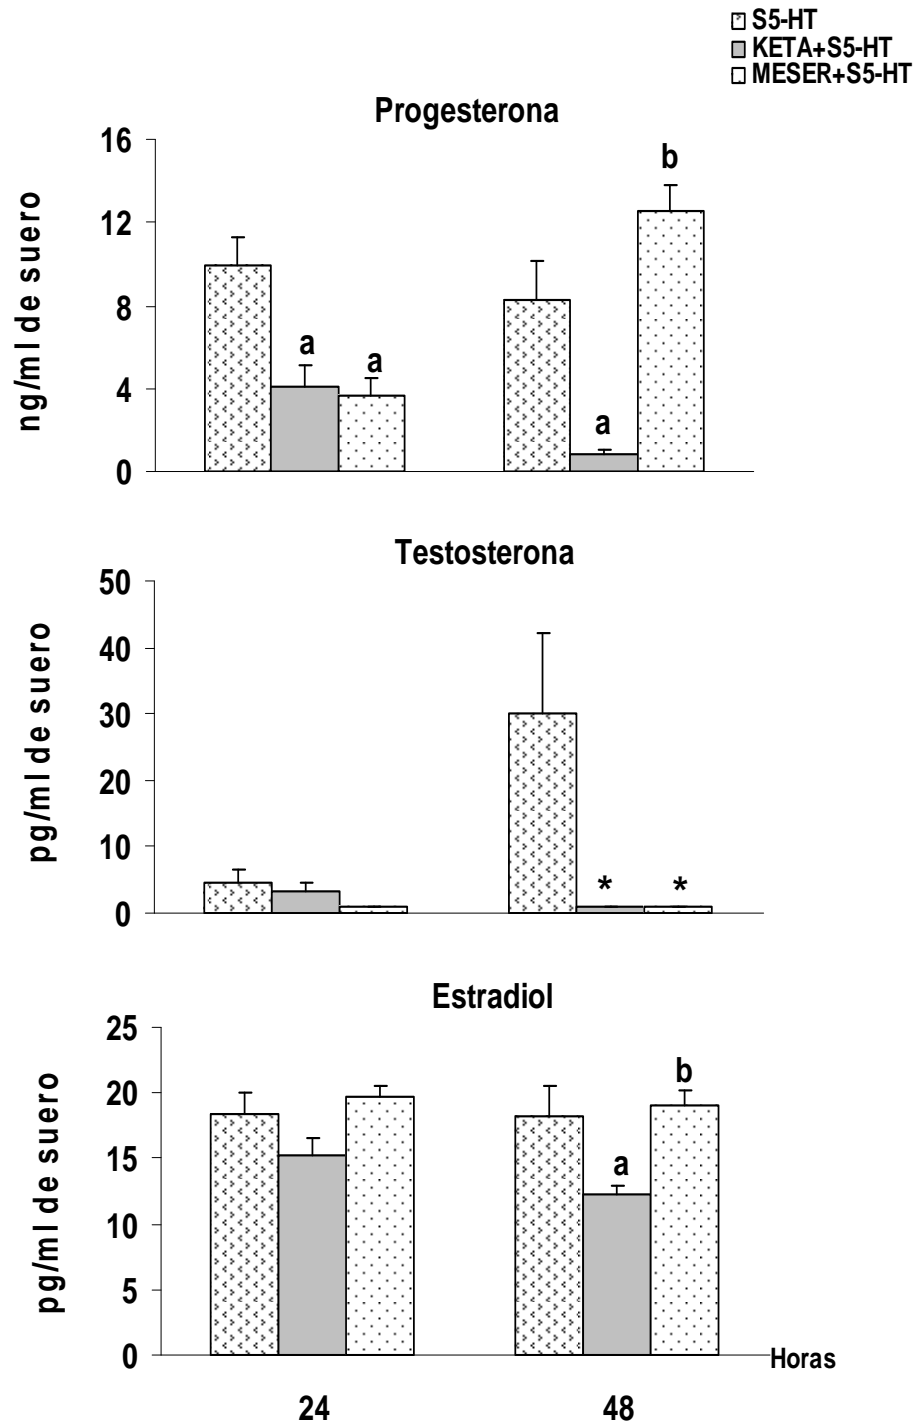 S5-HT
KETA+S5-HT
MESER+S5-HT
Progesterona
ng/ml de suero
16
12
8
4
0
a
a
a
b
Testosterona
pg/ml de suero
50
40
30
20
10
0
*
*
Estradiol
pg/ml de suero
25
20
15
10
5
0
a
b
Horas
24
48